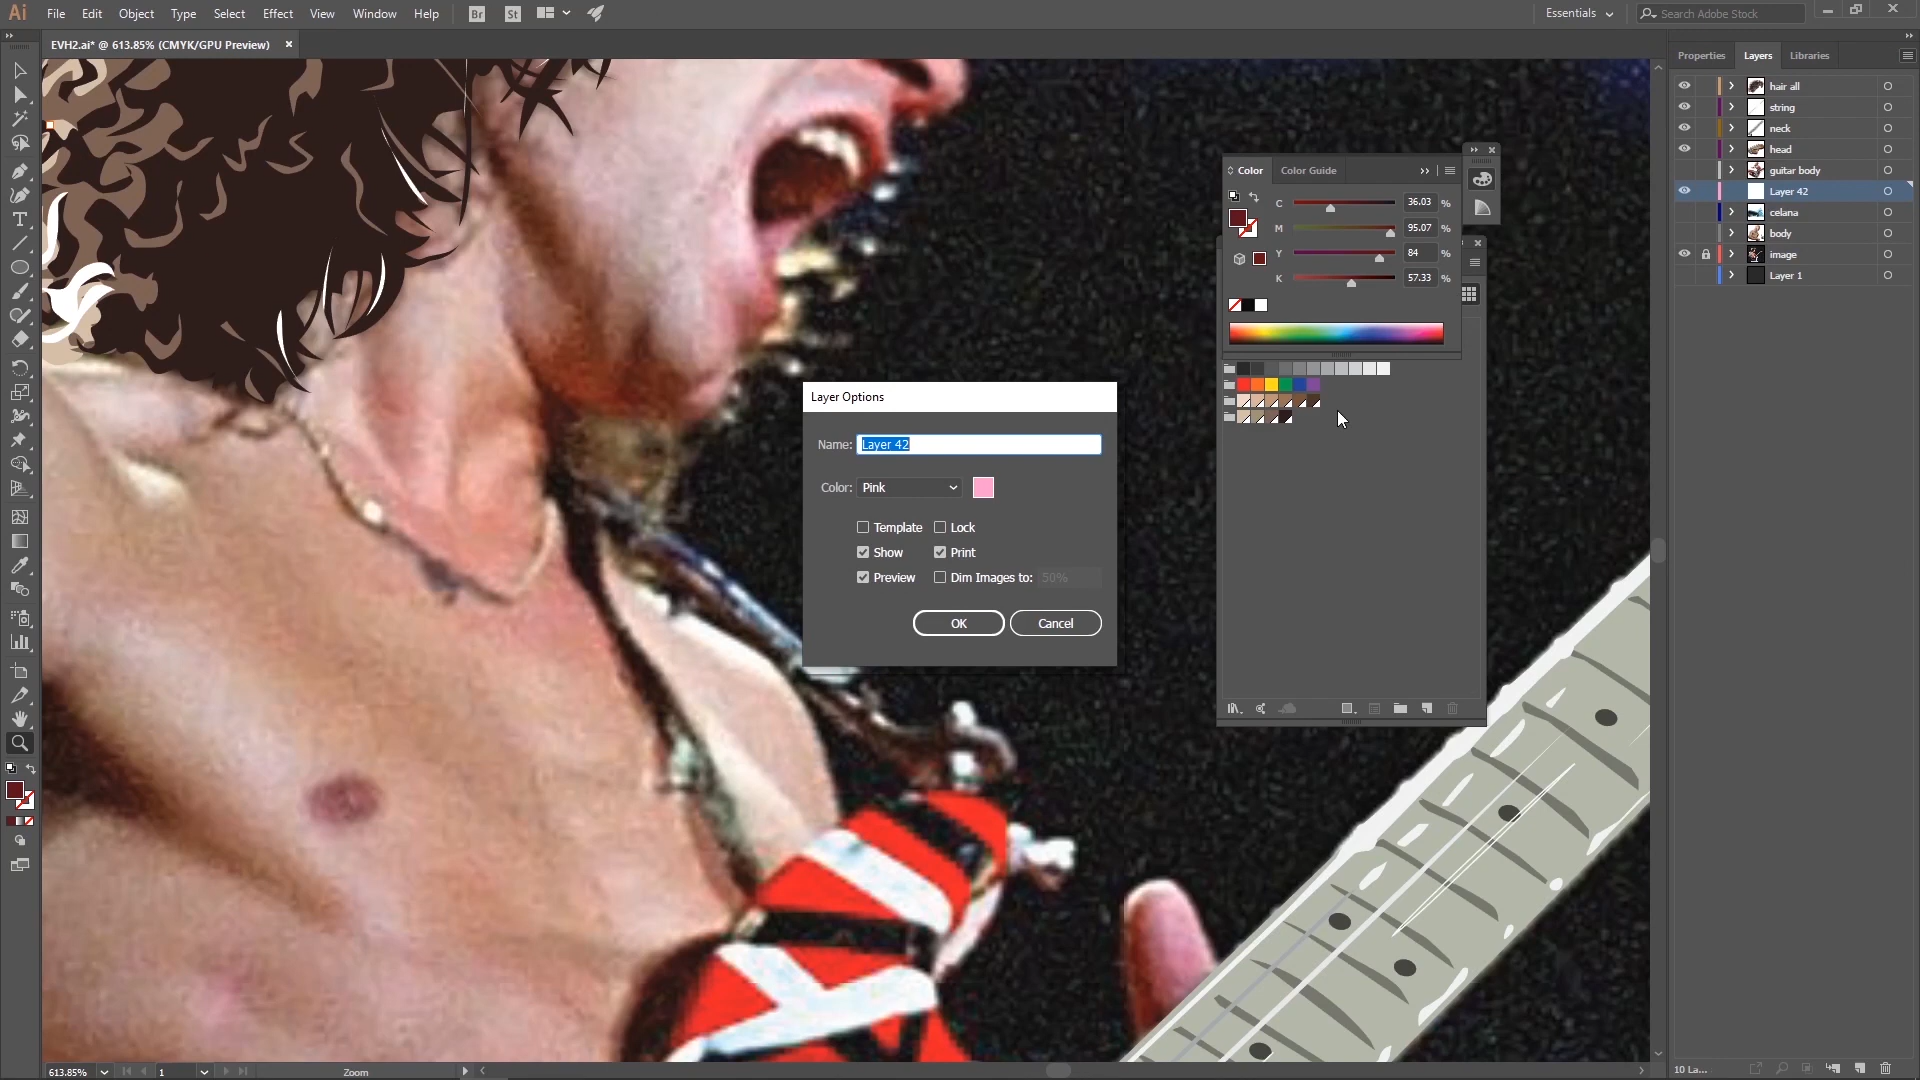 Ai File Edit Object Type Select Effect View Window Help Br St Essentials Search Adobe Stock
EVH2.ai* @ 613.85% (CMYK/GPU Preview)
Properties Layers Libraries
hair all
string
neck
head
guitar body
Layer 42
celana
body
image
Layer 1
Color Color Guide
C 36.03 %
M 95.07 %
Y 84 %
K 57.33 %
Layer Options
Name: Layer 42
Color: Pink
Template Lock
Show Print
Preview Dim Images to: 50%
OK Cancel
613.85% 1 Zoom
10 La...